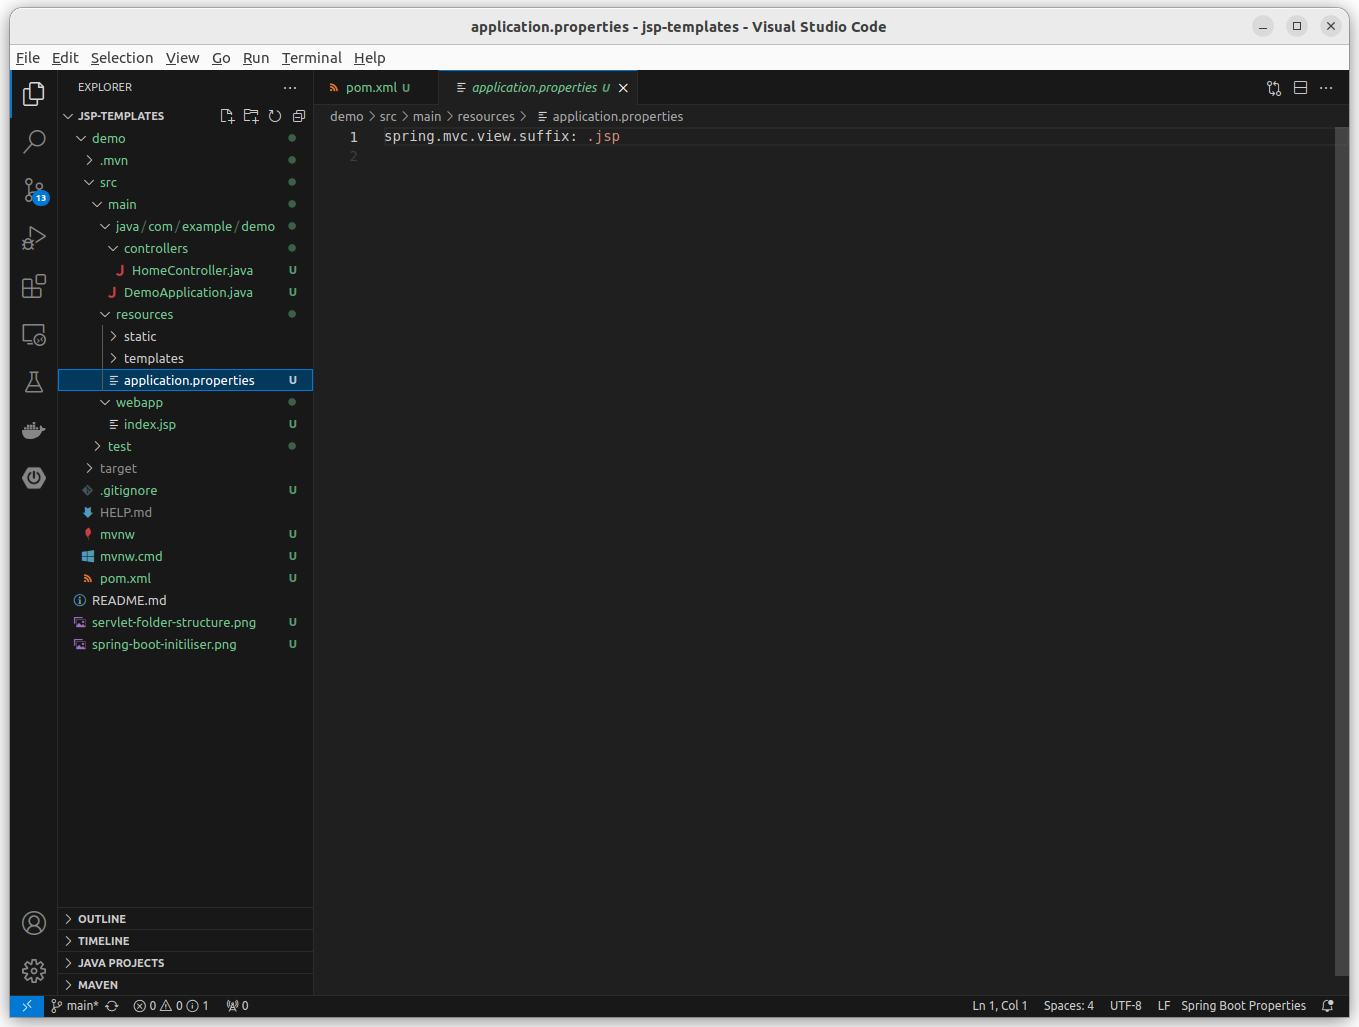 application.properties - jsp-templates - Visual Studio Code
File Edit Selection View Go Run Terminal Help
EXPLORER
pom.xml U
application.properties U
JSP-TEMPLATES
demo > src > main > resources > application.properties
1 spring.mvc.view.suffix: .jsp
2
demo
.mvn
src
main
java / com / example / demo
controllers
J HomeController.java U
J DemoApplication.java U
resources
static
templates
application.properties U
webapp
index.jsp U
test
target
.gitignore U
HELP.md
mvnw U
mvnw.cmd U
pom.xml U
README.md
servlet-folder-structure.png U
spring-boot-initiliser.png U
13
OUTLINE
TIMELINE
JAVA PROJECTS
MAVEN
main* 0 0 1 0 Ln 1, Col 1 Spaces: 4 UTF-8 LF Spring Boot Properties